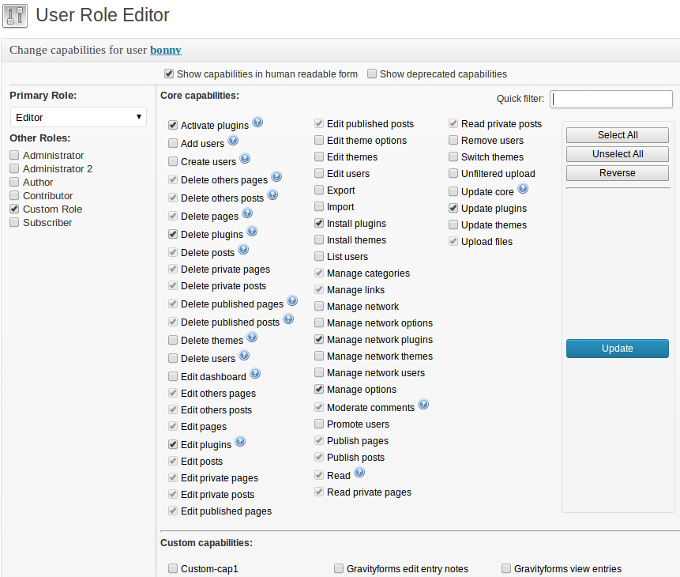 User Role Editor
Change capabilities for user bonny
Show capabilities in human readable form Show deprecated capabilities
Primary Role:
Editor
Other Roles:
Administrator
Administrator 2
Author
Contributor
Custom Role
Subscriber
Core capabilities:
Quick filter:
Activate plugins
Add users
Create users
Delete others pages
Delete others posts
Delete pages
Delete plugins
Delete posts
Delete private pages
Delete private posts
Delete published pages
Delete published posts
Delete themes
Delete users
Edit dashboard
Edit others pages
Edit others posts
Edit pages
Edit plugins
Edit posts
Edit private pages
Edit private posts
Edit published pages
Edit published posts
Edit theme options
Edit themes
Edit users
Export
Import
Install plugins
Install themes
List users
Manage categories
Manage links
Manage network
Manage network options
Manage network plugins
Manage network themes
Manage network users
Manage options
Moderate comments
Promote users
Publish pages
Publish posts
Read
Read private pages
Read private posts
Remove users
Switch themes
Unfiltered upload
Update core
Update plugins
Update themes
Upload files
Select All
Unselect All
Reverse
Update
Custom capabilities:
Custom-cap1 Gravityforms edit entry notes Gravityforms view entries